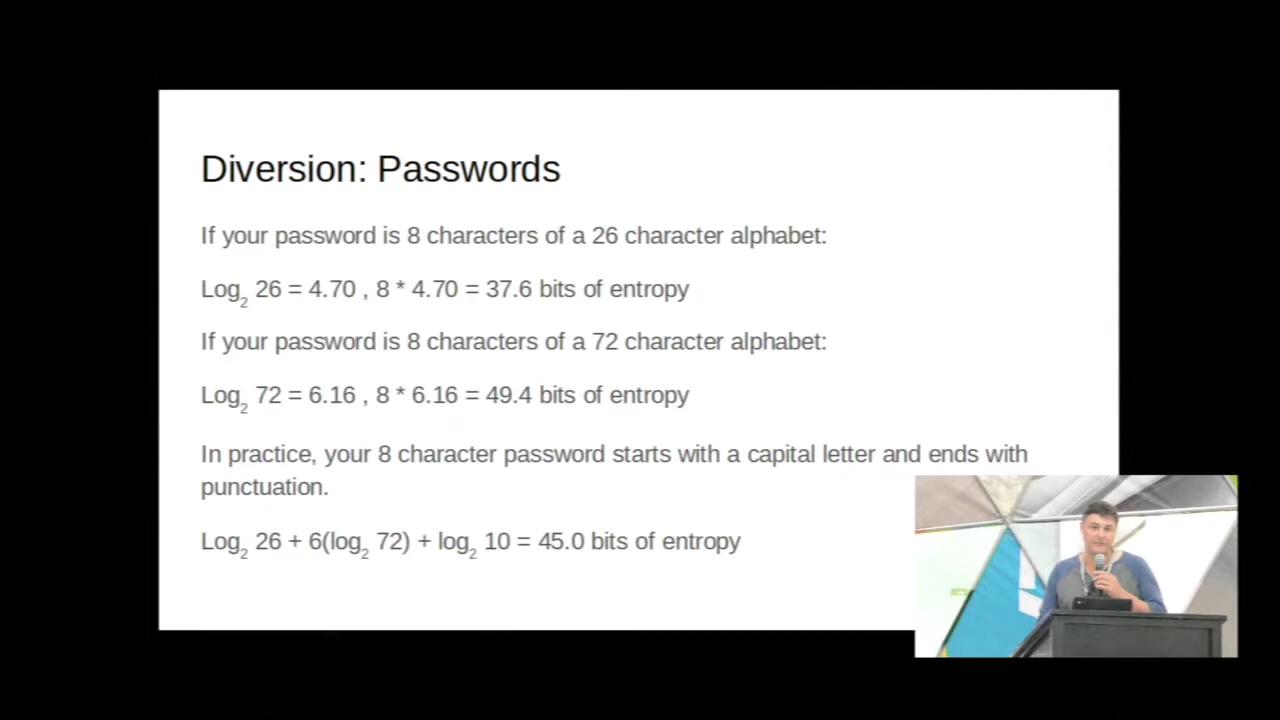 Diversion: Passwords
If your password is 8 characters of a 26 character alphabet:
Log₂ 26 = 4.70 , 8 * 4.70 = 37.6 bits of entropy
If your password is 8 characters of a 72 character alphabet:
Log₂ 72 = 6.16 , 8 * 6.16 = 49.4 bits of entropy
In practice, your 8 character password starts with a capital letter and ends with
punctuation.
Log₂ 26 + 6(log₂ 72) + log₂ 10 = 45.0 bits of entropy